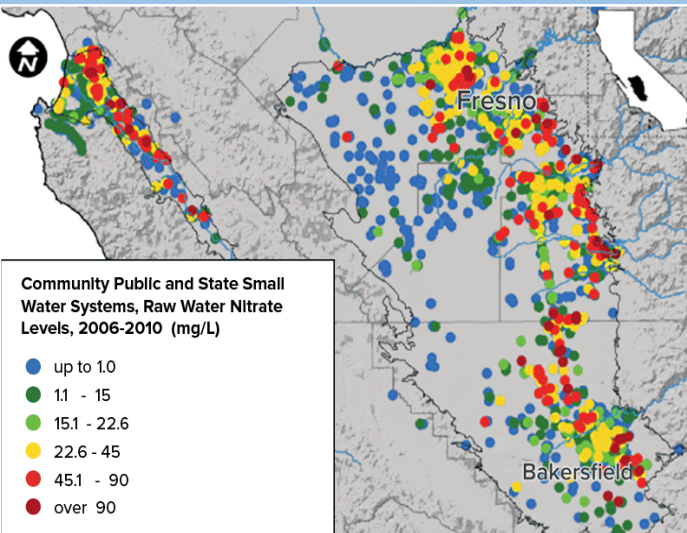 N
Fresno
Community Public and State Small
Water Systems, Raw Water Nitrate
Levels, 2006-2010 (mg/L)
up to 1.0
1.1 - 15
15.1 - 22.6
22.6 - 45
45.1 - 90
over 90
Bakersfield